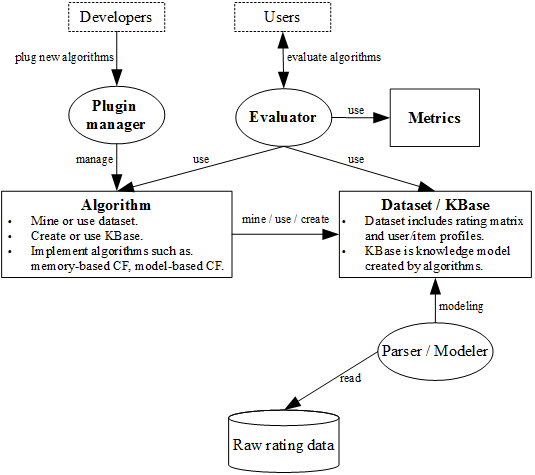 Developers
Users
plug new algorithms
evaluate algorithms
Plugin
manager
Evaluator
use
Metrics
manage
use
use
Algorithm
• Mine or use dataset.
• Create or use KBase.
• Implement algorithms such as.
memory-based CF, model-based CF.
mine / use / create
Dataset / KBase
• Dataset includes rating matrix
and user/item profiles.
• KBase is knowledge model
created by algorithms.
modeling
Parser / Modeler
read
Raw rating data